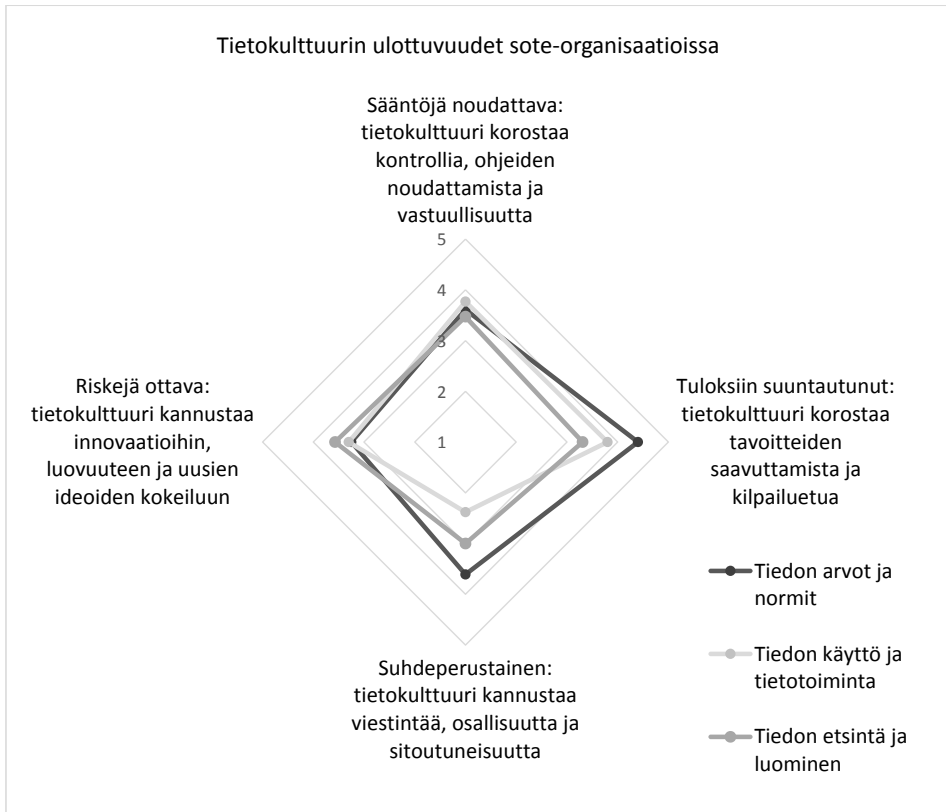 Tietokulttuurin ulottuvuudet sote-organisaatioissa
Sääntöjä noudattava:
tietokulttuuri korostaa
kontrollia, ohjeiden
noudattamista ja
vastuullisuutta
5
4
3
2
1
Riskejä ottava:
tietokulttuuri kannustaa
innovaatioihin,
luovuuteen ja uusien
ideoiden kokeiluun
Tuloksiin suuntautunut:
tietokulttuuri korostaa
tavoitteiden
saavuttamista ja
kilpailuetua
Suhdeperustainen:
tietokulttuuri kannustaa
viestintää, osallisuutta ja
sitoutuneisuutta
Tiedon arvot ja
normit
Tiedon käyttö ja
tietotoiminta
Tiedon etsintä ja
luominen